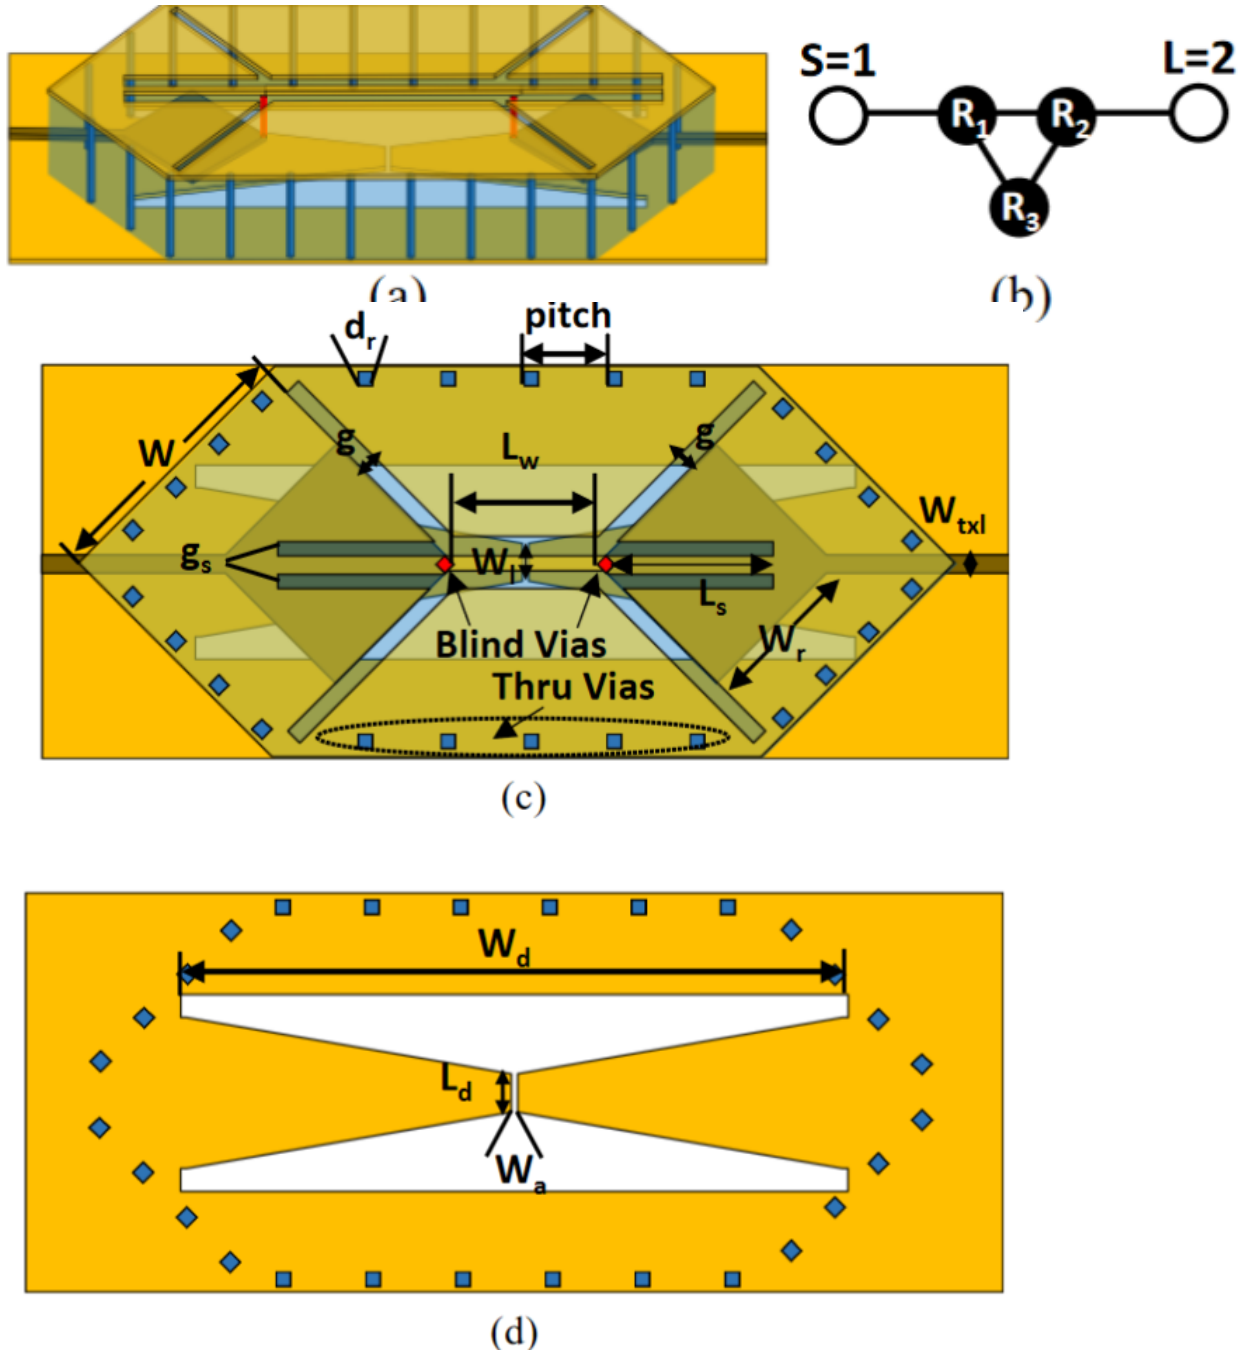 S=1
L=2
R1
R2
R3
(a)
(b)
dr
pitch
W
g
Lw
g
Wtxl
gs
Wl
Ls
Blind Vias
Wr
Thru Vias
(c)
Wd
Ld
Wa
(d)